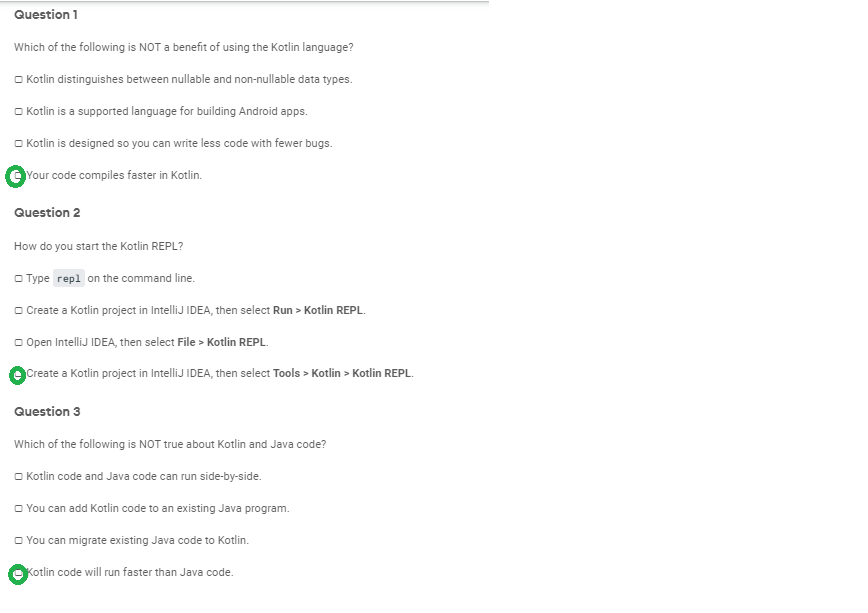 Question 1
Which of the following is NOT a benefit of using the Kotlin language?
Kotlin distinguishes between nullable and non-nullable data types.
Kotlin is a supported language for building Android apps.
Kotlin is designed so you can write less code with fewer bugs.
Your code compiles faster in Kotlin.
Question 2
How do you start the Kotlin REPL?
Type repl on the command line.
Create a Kotlin project in IntelliJ IDEA, then select Run > Kotlin REPL.
Open IntelliJ IDEA, then select File > Kotlin REPL.
Create a Kotlin project in IntelliJ IDEA, then select Tools > Kotlin > Kotlin REPL.
Question 3
Which of the following is NOT true about Kotlin and Java code?
Kotlin code and Java code can run side-by-side.
You can add Kotlin code to an existing Java program.
You can migrate existing Java code to Kotlin.
Kotlin code will run faster than Java code.